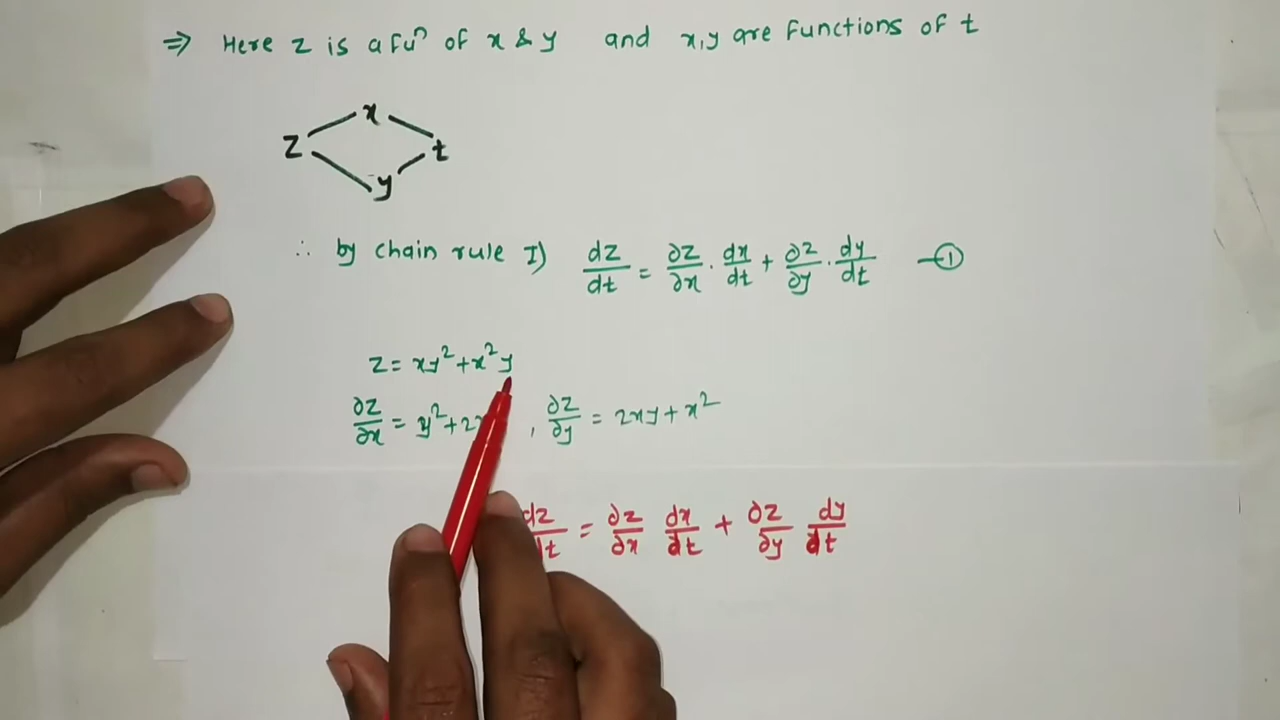 ⇒ Here z is a fuⁿ of x & y and x,y are functions of t
x
z t
y
∴ by chain rule I) dz/dt = ∂z/∂x · dx/dt + ∂z/∂y · dy/dt —①
z = xy² + x²y
∂z/∂x = y² + 2x , ∂z/∂y = 2xy + x²
dz/dt = ∂z/∂x dx/dt + ∂z/∂y dy/dt